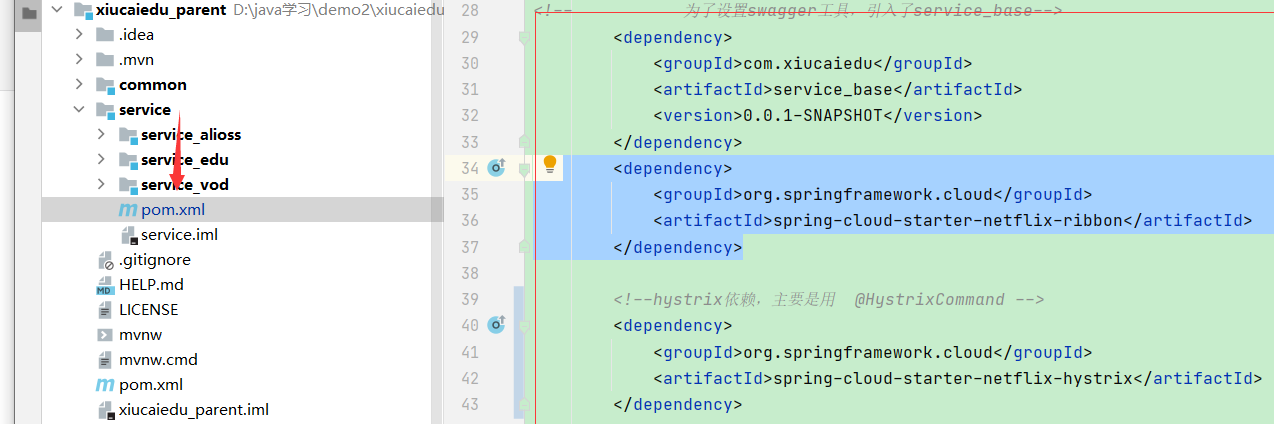 xiucaiedu_parent D:\java学习\demo2\xiucaiedu
.idea
.mvn
common
service
service_alioss
service_edu
service_vod
pom.xml
service.iml
.gitignore
HELP.md
LICENSE
mvnw
mvnw.cmd
pom.xml
xiucaiedu_parent.iml
28 <!-- 为了设置swagger工具，引入了service_base-->
29 <dependency>
30 <groupId>com.xiucaiedu</groupId>
31 <artifactId>service_base</artifactId>
32 <version>0.0.1-SNAPSHOT</version>
33 </dependency>
34 <dependency>
35 <groupId>org.springframework.cloud</groupId>
36 <artifactId>spring-cloud-starter-netflix-ribbon</artifactId>
37 </dependency>
38
39 <!--hystrix依赖，主要是用 @HystrixCommand -->
40 <dependency>
41 <groupId>org.springframework.cloud</groupId>
42 <artifactId>spring-cloud-starter-netflix-hystrix</artifactId>
43 </dependency>